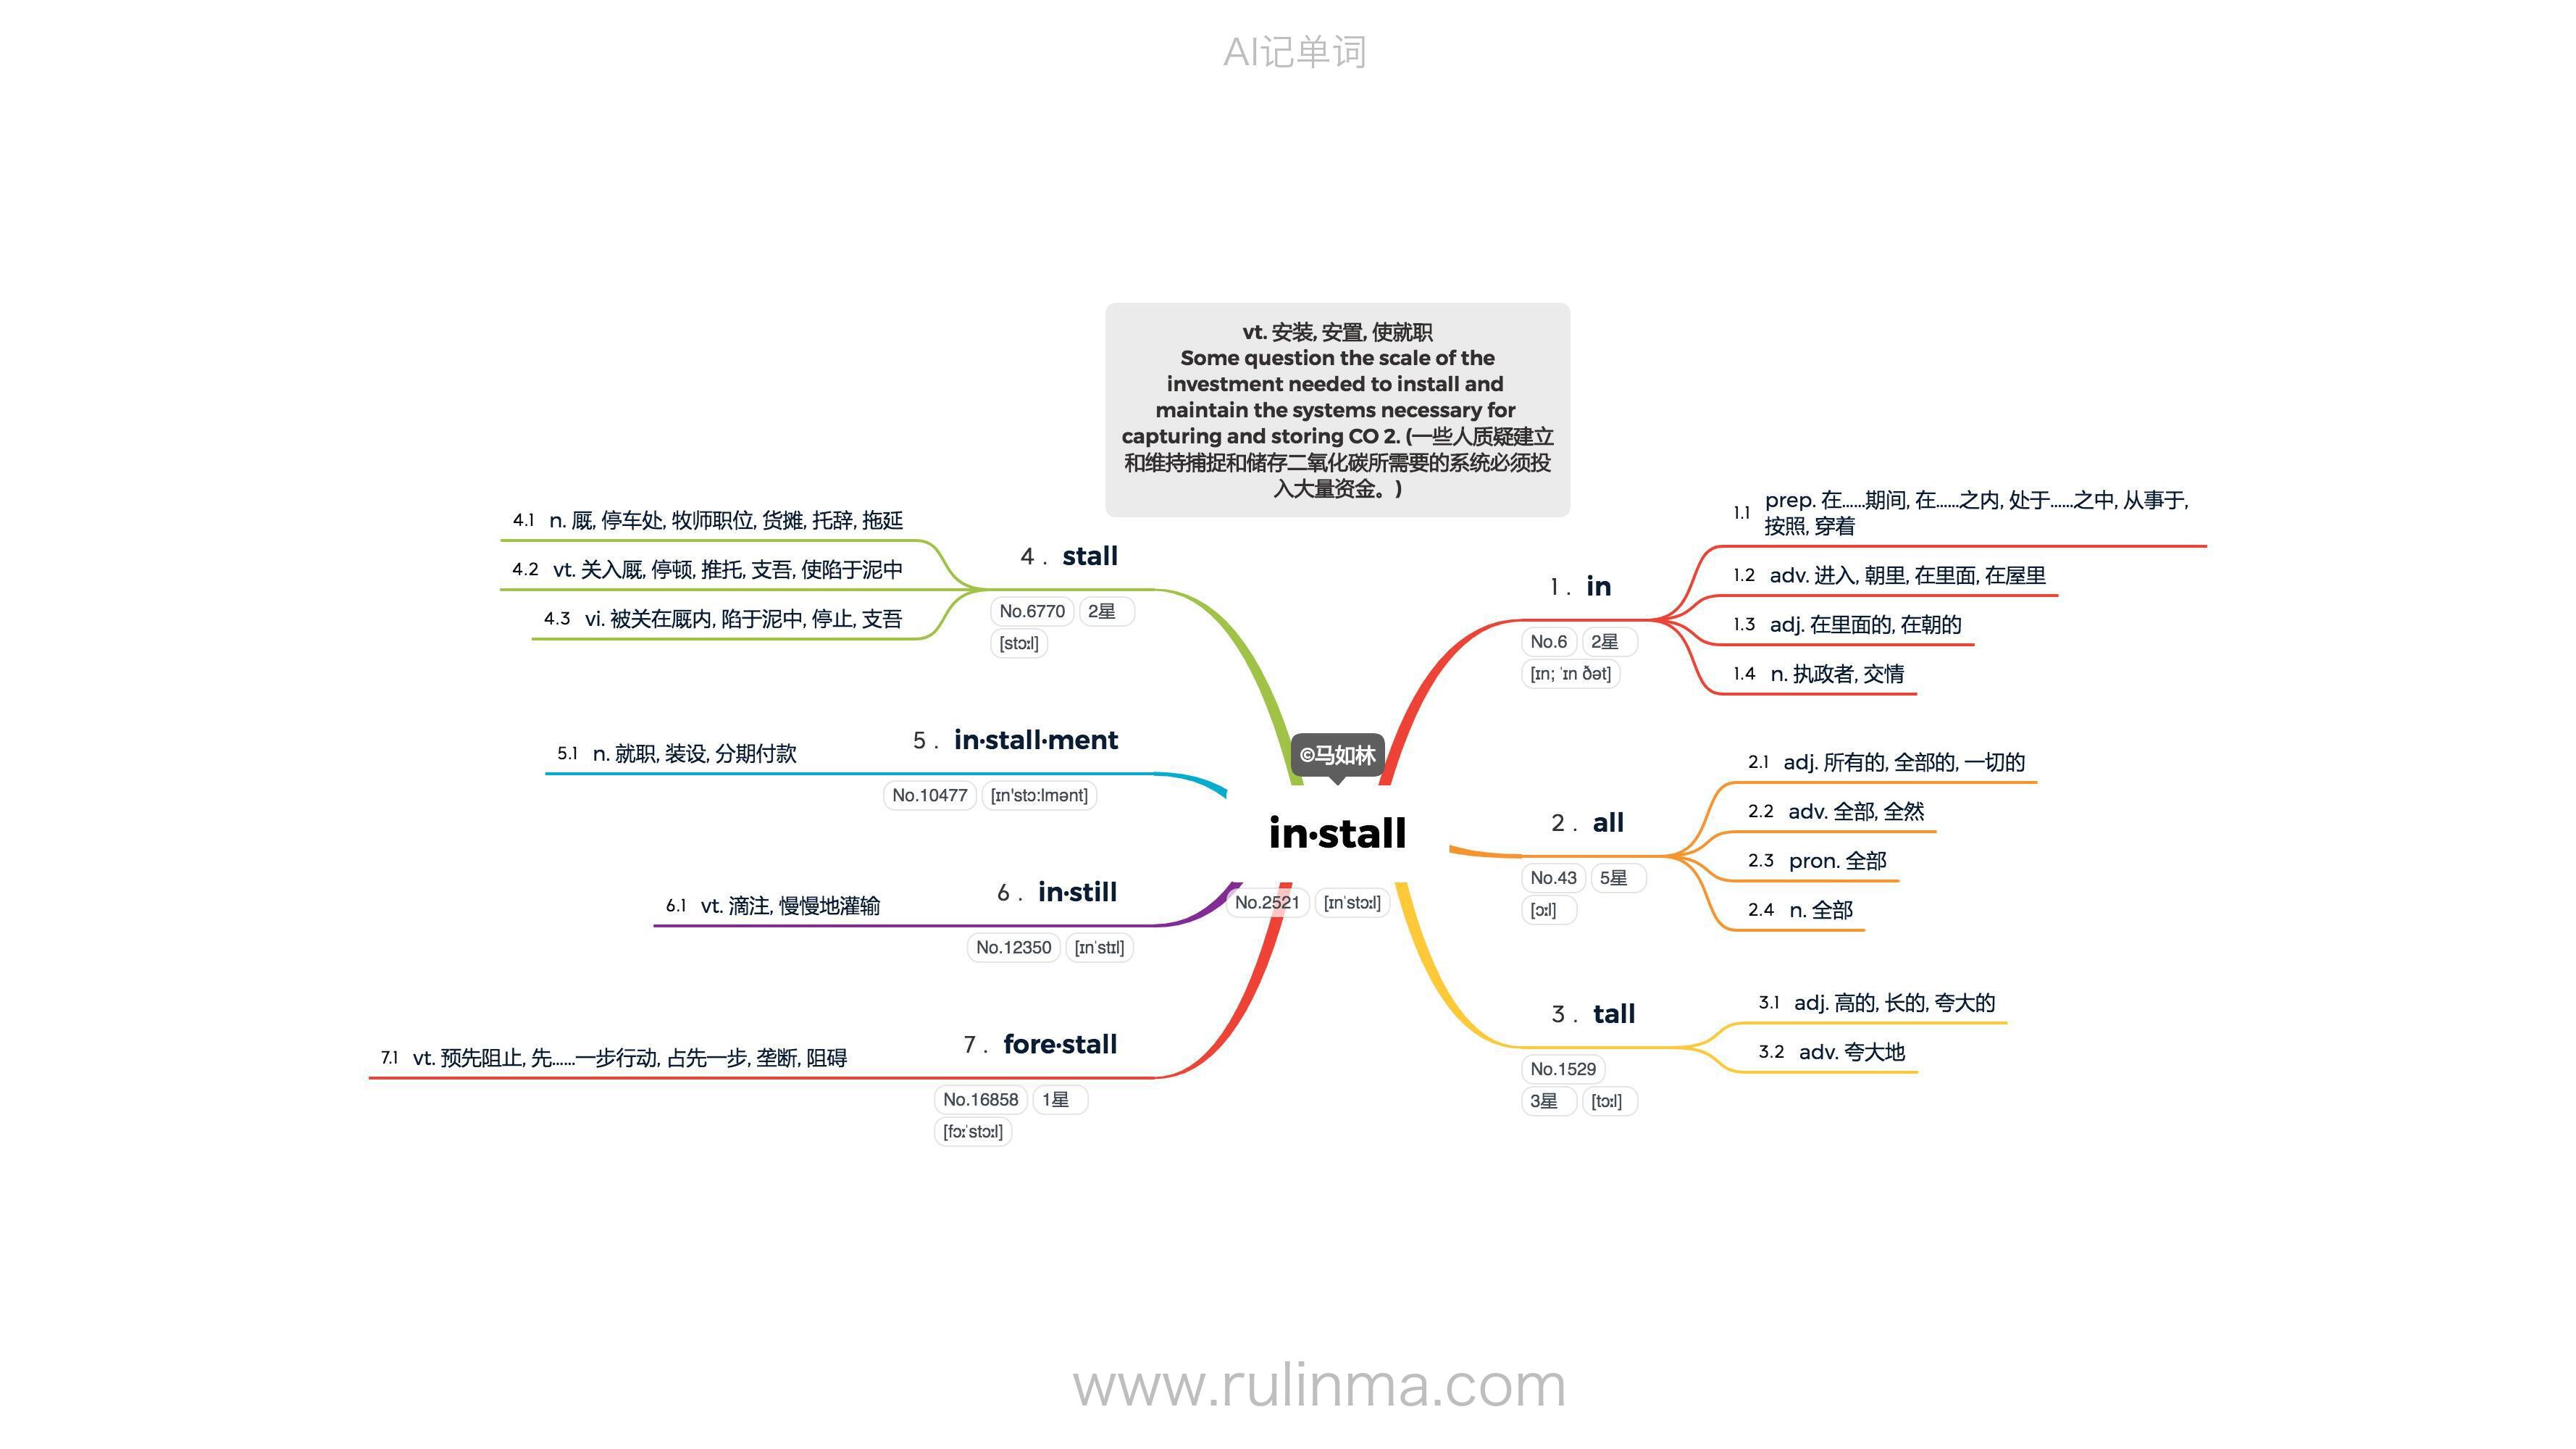 AI记单词
vt. 安装, 安置, 使就职
Some question the scale of the
investment needed to install and
maintain the systems necessary for
capturing and storing CO 2. (一些人质疑建立
和维持捕捉和储存二氧化碳所需要的系统必须投
入大量资金。)
©马如林
in·stall
No.2521 [ɪnˈstɔːl]
1 . in
No.6 2星
[ɪn; ˈɪn ðət]
1.1 prep. 在……期间, 在……之内, 处于……之中, 从事于,
按照, 穿着
1.2 adv. 进入, 朝里, 在里面, 在屋里
1.3 adj. 在里面的, 在朝的
1.4 n. 执政者, 交情
2 . all
No.43 5星
[ɔːl]
2.1 adj. 所有的, 全部的, 一切的
2.2 adv. 全部, 全然
2.3 pron. 全部
2.4 n. 全部
3 . tall
No.1529
3星 [tɔːl]
3.1 adj. 高的, 长的, 夸大的
3.2 adv. 夸大地
4 . stall
No.6770 2星
[stɔːl]
4.1 n. 厩, 停车处, 牧师职位, 货摊, 托辞, 拖延
4.2 vt. 关入厩, 停顿, 推托, 支吾, 使陷于泥中
4.3 vi. 被关在厩内, 陷于泥中, 停止, 支吾
5 . in·stall·ment
No.10477 [ɪn'stɔ:lmənt]
5.1 n. 就职, 装设, 分期付款
6 . in·still
No.12350 [ɪnˈstɪl]
6.1 vt. 滴注, 慢慢地灌输
7 . fore·stall
No.16858 1星
[fɔːˈstɔːl]
7.1 vt. 预先阻止, 先……一步行动, 占先一步, 垄断, 阻碍
www.rulinma.com